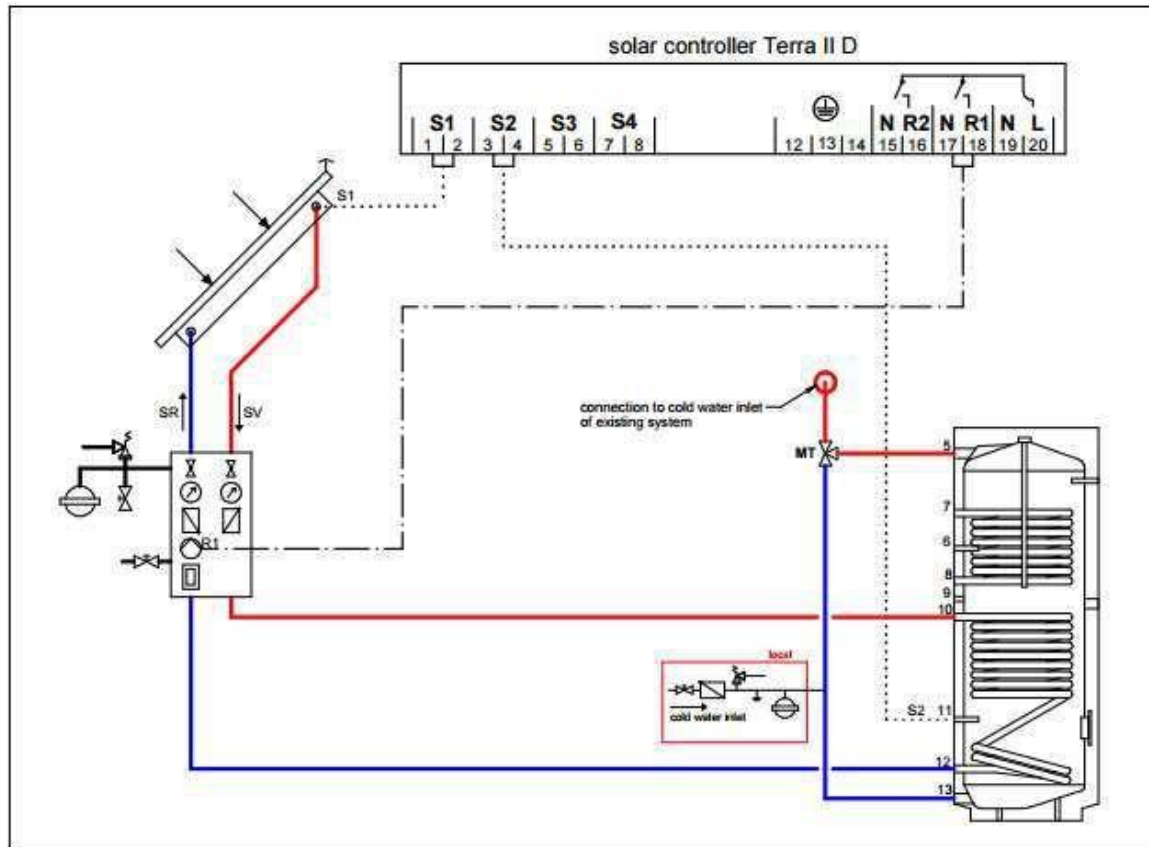 solar controller Terra II D
S1 S2 S3 S4 N R2 N R1 N L
1 2 3 4 5 6 7 8 12 13 14 15 16 17 18 19 20
S1
SR SV
connection to cold water inlet
of existing system
MT
5
7
R1
6
8
9
10
local
cold water inlet
S2 11
12
13